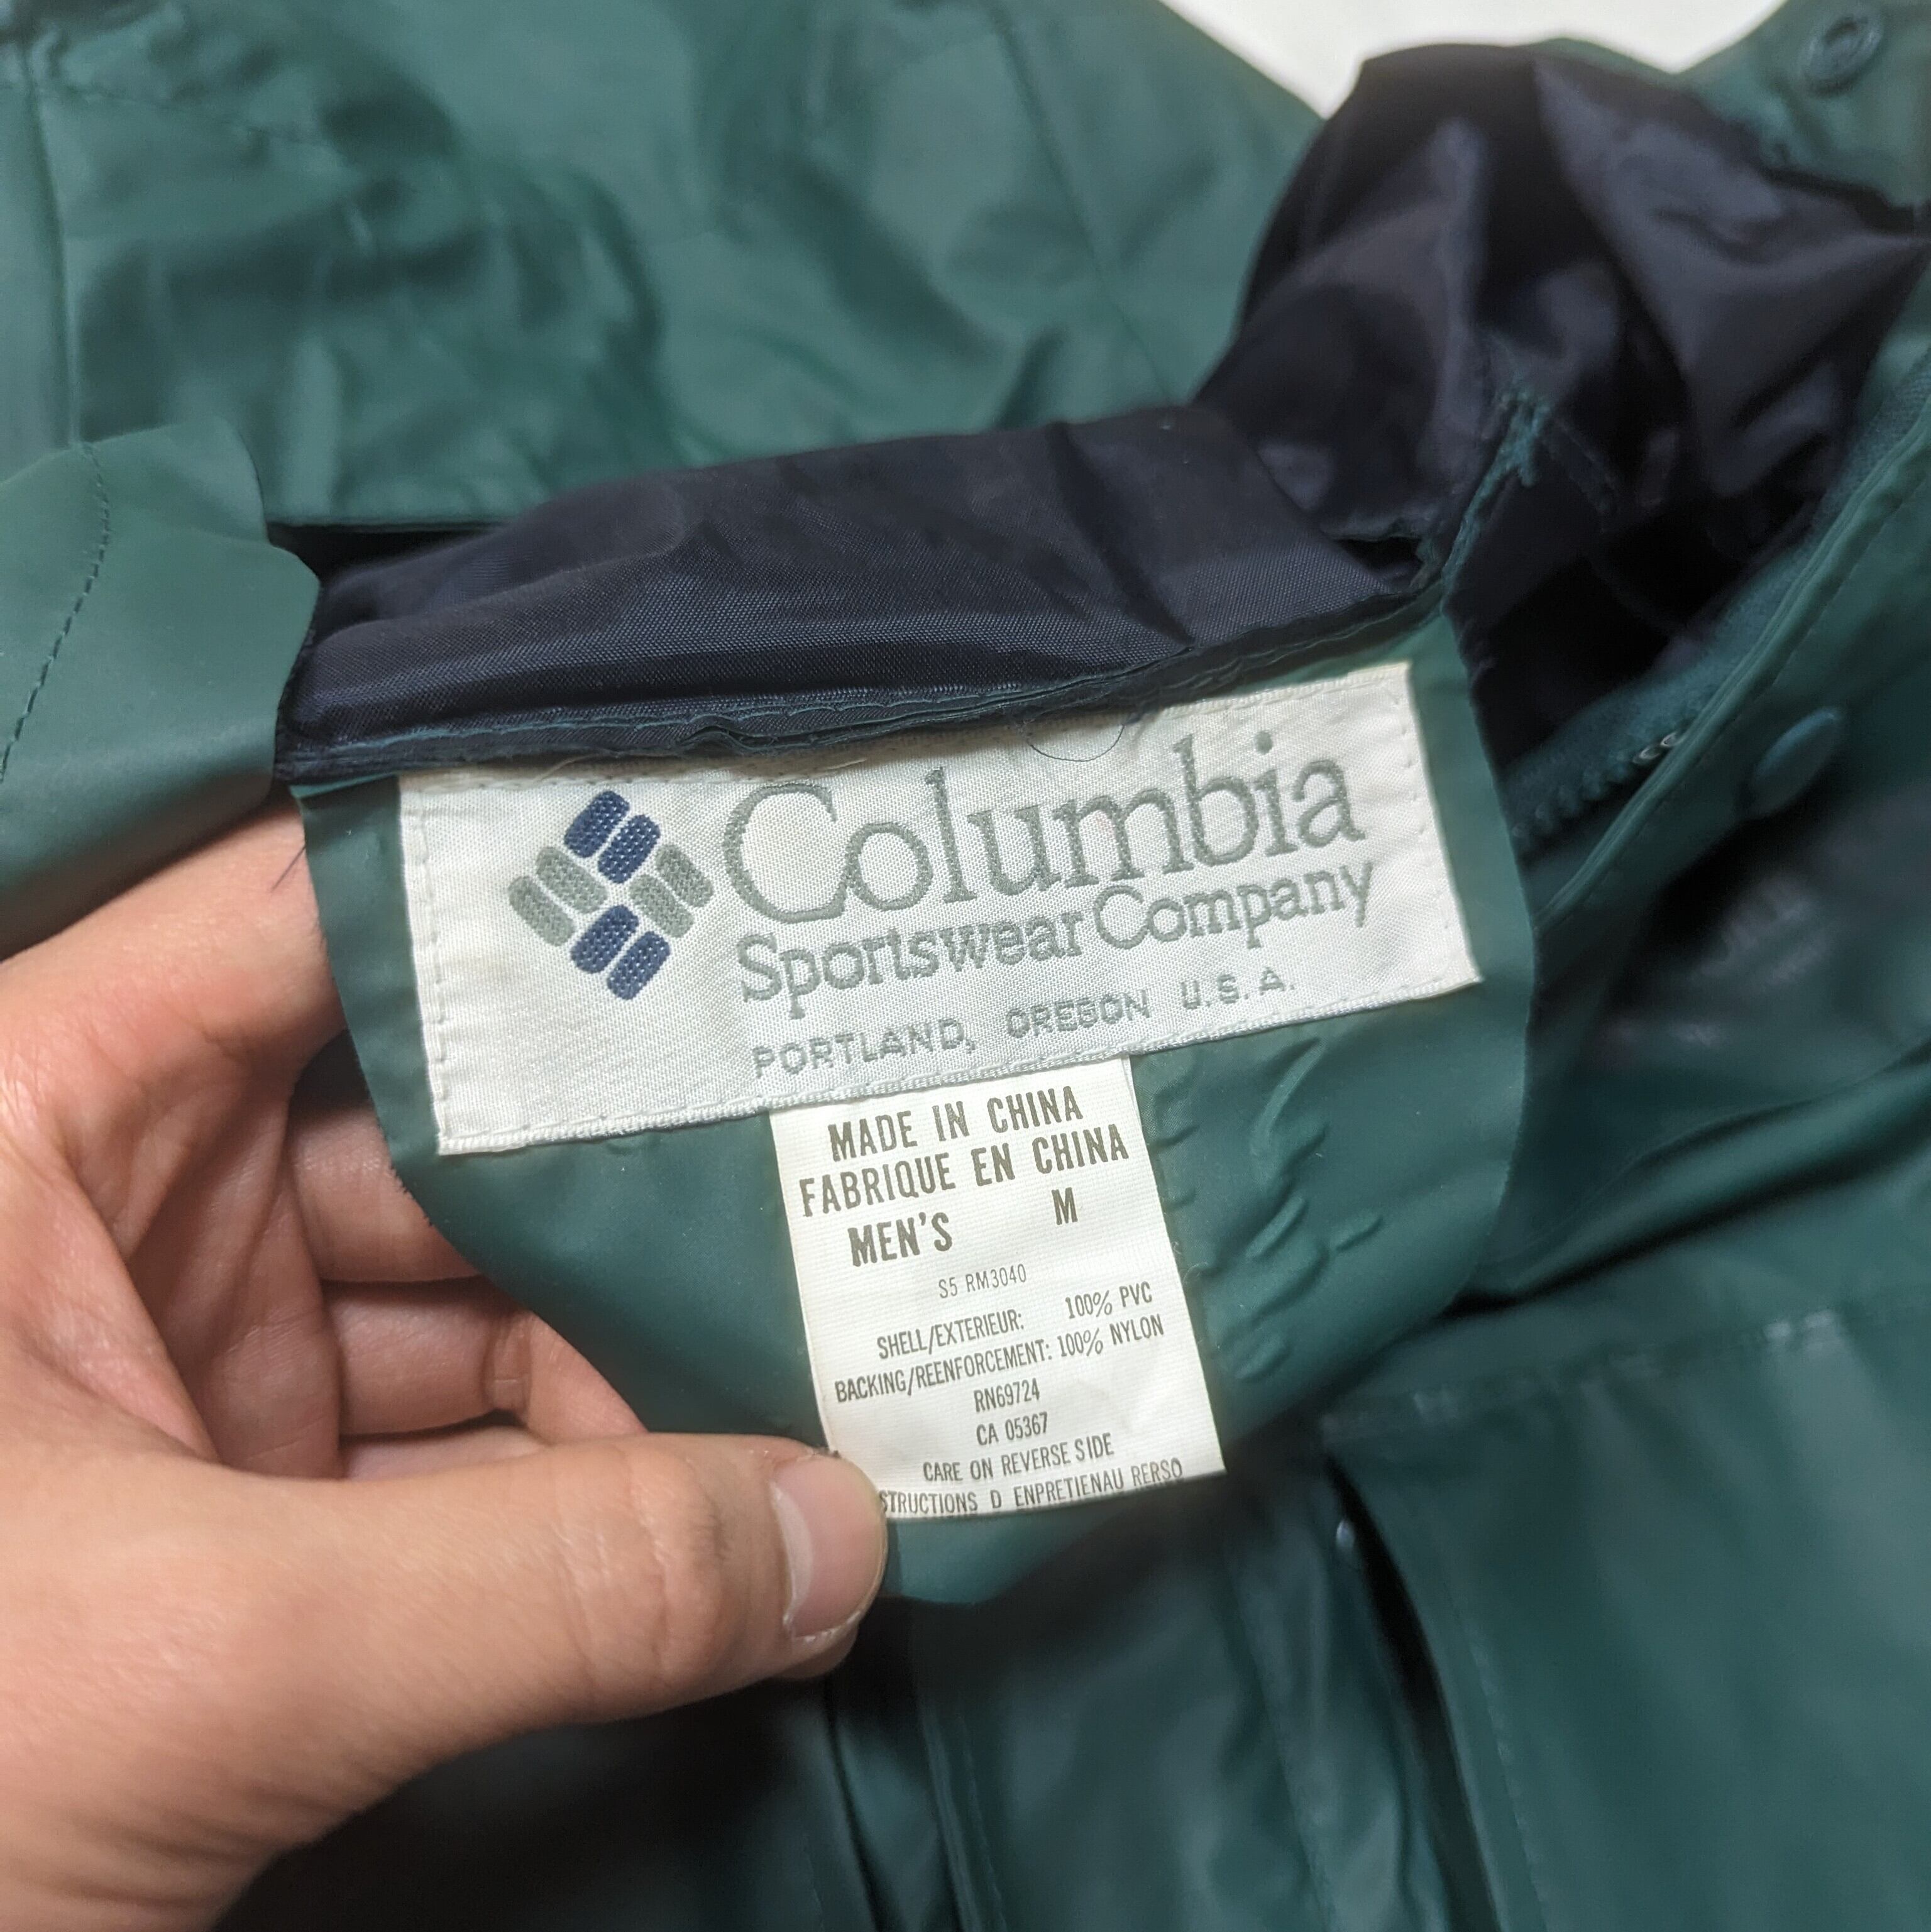 Columbia
Sportswear Company
PORTLAND, OREGON U.S.A.
MADE IN CHINA
FABRIQUE EN CHINA
MEN'S M
S5 RM3040
SHELL/EXTERIEUR: 100% PVC
BACKING/REENFORCEMENT: 100% NYLON
RN69724
CA 05367
CARE ON REVERSE SIDE
STRUCTIONS D ENPRETIENAU RERSO